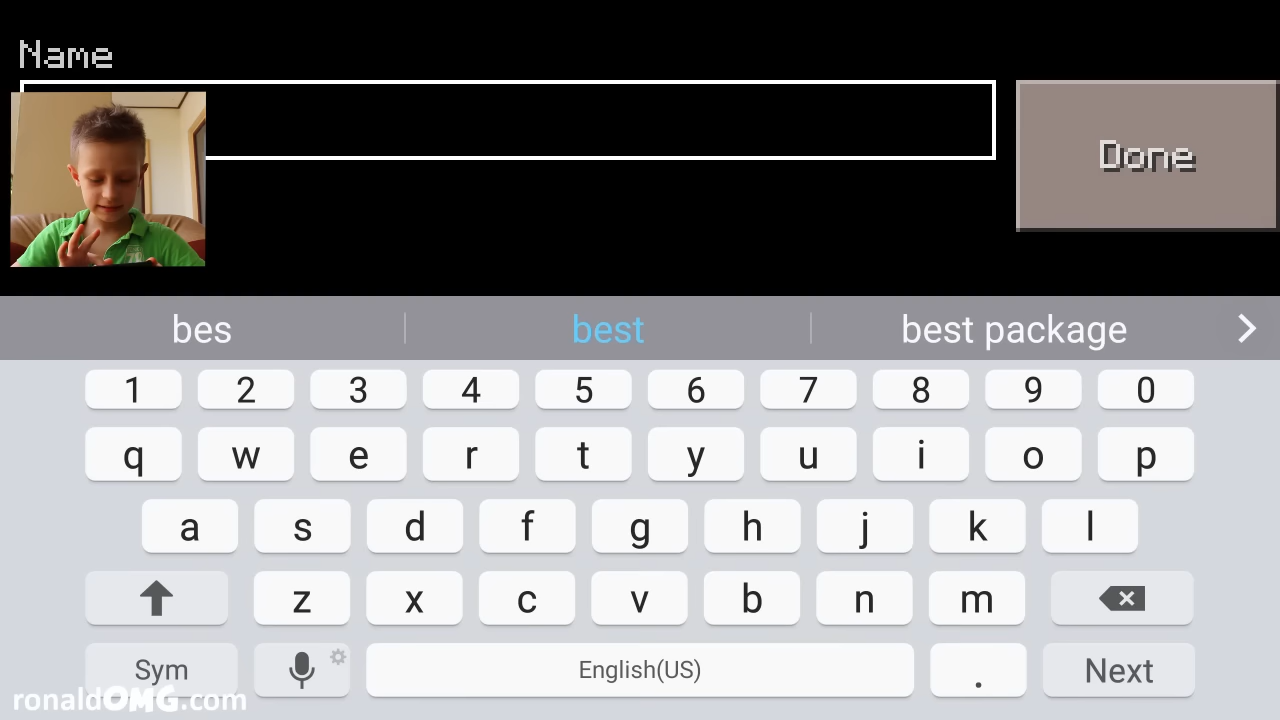 Name
Done
bes best best package
1 2 3 4 5 6 7 8 9 0
q w e r t y u i o p
a s d f g h j k l
z x c v b n m
Sym English(US) . Next
ronaldOMG.com